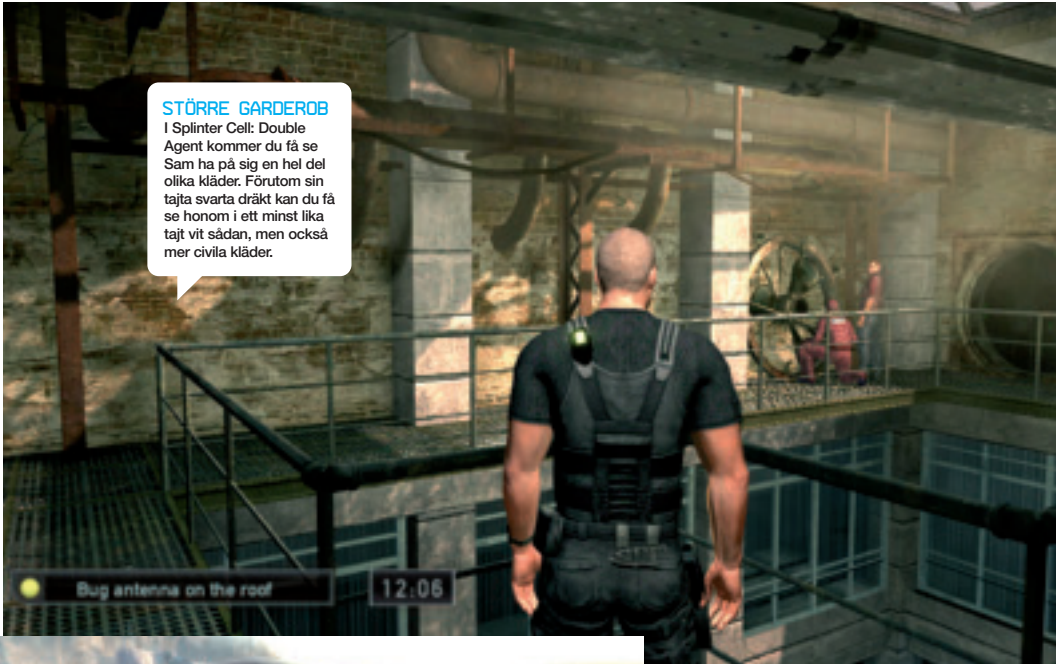 STÖRRE GARDEROB
I Splinter Cell: Double
Agent kommer du få se
Sam ha på sig en hel del
olika kläder. Förutom sin
tajta svarta dräkt kan du få
se honom i ett minst lika
tajt vit sådan, men också
mer civila kläder.
Bug antenna on the roof
12:06